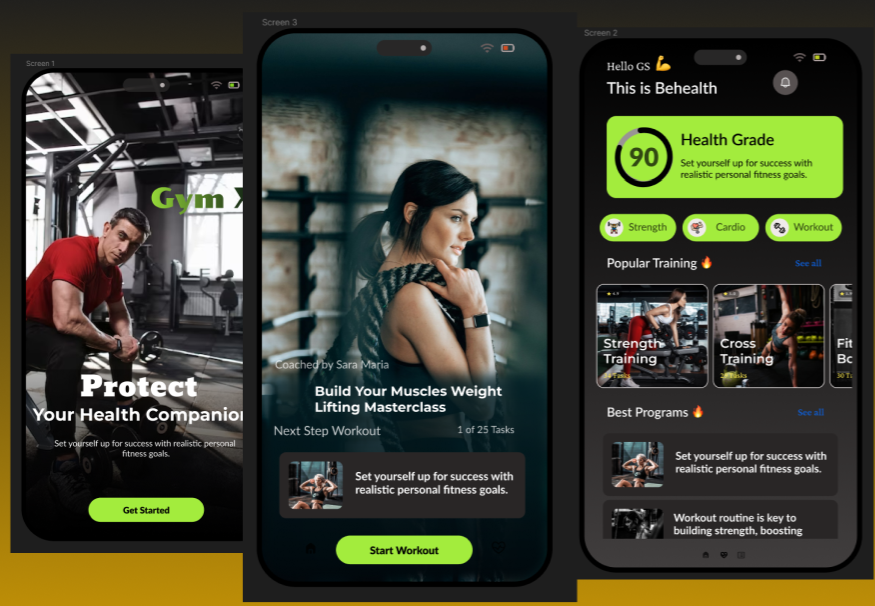 Screen 1
Gym X
Protect
Your Health Companion
Set yourself up for success with realistic personal
fitness goals.
Get Started
Screen 3
Coached by Sara Maria
Build Your Muscles Weight
Lifting Masterclass
Next Step Workout
1 of 25 Tasks
Set yourself up for success with
realistic personal fitness goals.
Start Workout
Screen 2
Hello GS 💪
This is Behealth
90
Health Grade
Set yourself up for success with
realistic personal fitness goals.
Strength
Cardio
Workout
Popular Training 🔥
See all
Strength
Training
Cross
Training
Fit
Bo
Best Programs 🔥
See all
Set yourself up for success with
realistic personal fitness goals.
Workout routine is key to
building strength, boosting